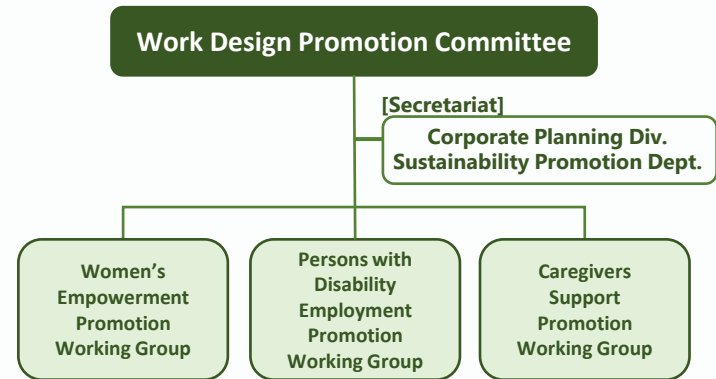 Work Design Promotion Committee
[Secretariat]
Corporate Planning Div.
Sustainability Promotion Dept.
Women’s
Empowerment
Promotion
Working Group
Persons with
Disability
Employment
Promotion
Working Group
Caregivers
Support
Promotion
Working Group